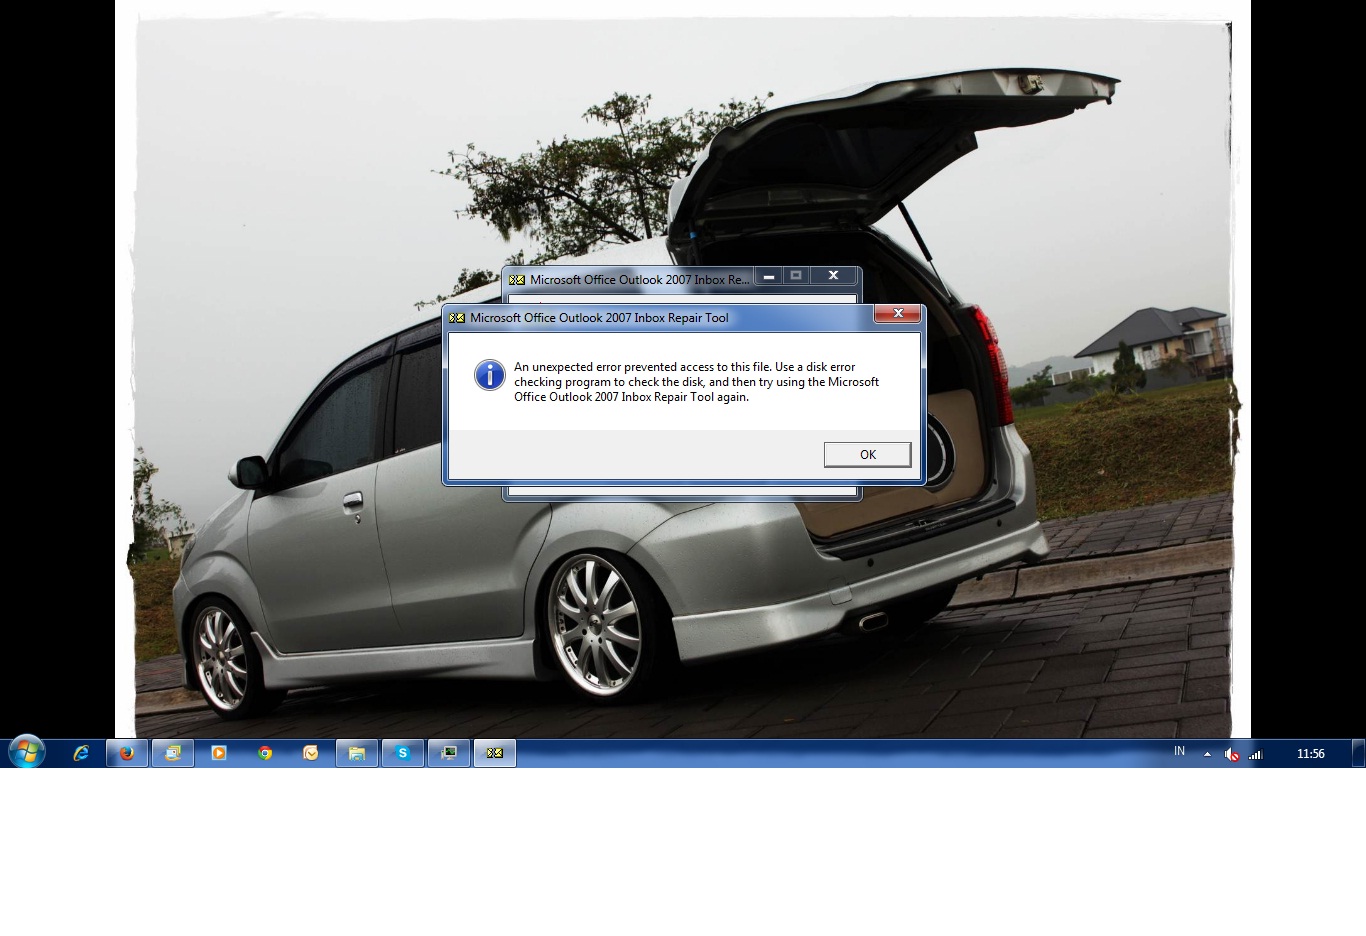 Microsoft Office Outlook 2007 Inbox Re...
Microsoft Office Outlook 2007 Inbox Repair Tool
An unexpected error prevented access to this file. Use a disk error
checking program to check the disk, and then try using the Microsoft
Office Outlook 2007 Inbox Repair Tool again.
OK
IN
11:56